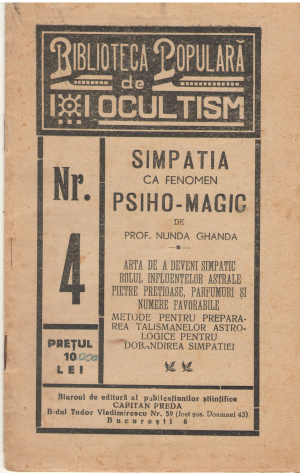 BIBLIOTECA POPULARĂ
de
OCULTISM
Nr.
4
PREȚUL
10.000
LEI
SIMPATIA
CA FENOMEN
PSIHO-MAGIC
DE
PROF. NUNDA GHANDA
ARTA DE A DEVENI SIMPATIC
ROLUL INFLUENȚELOR ASTRALE
PIETRE PREȚIOASE, PARFUMURI ȘI
NUMERE FAVORABILE
METODE PENTRU PREPARA-
REA TALISMANELOR ASTRO-
LOGICE PENTRU
DOBÂNDIREA SIMPATIEI
Biuroul de editură al publicațiunilor științifice
CAPITAN PREDA
B-dul Tudor Vladimirescu Nr. 59 (fost șos. Doamnei 43)
București 6